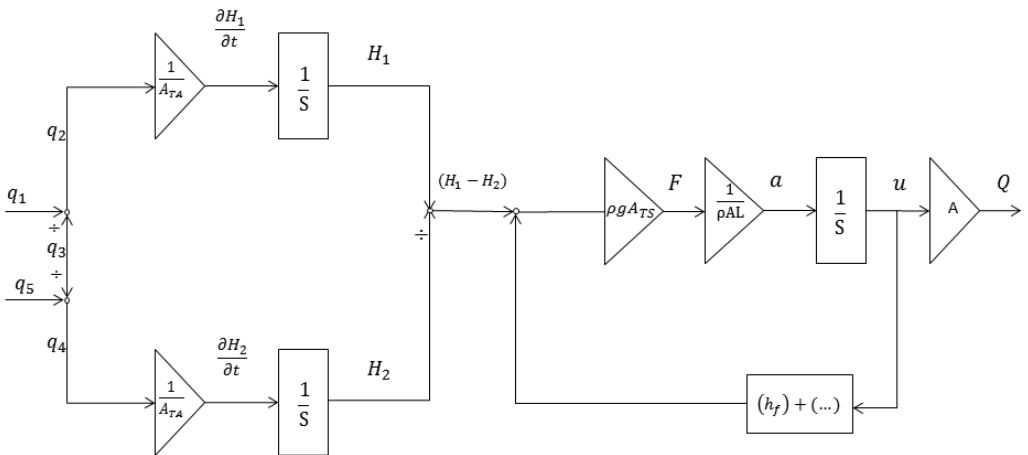 ∂H₁/∂t
1/A_TA
1/S
H₁
q₂
q₁
÷
q₃
÷
q₅
q₄
(H₁ − H₂)
÷
ρgA_TS
F
1/ρAL
a
1/S
u
A
Q
∂H₂/∂t
1/A_TA
1/S
H₂
(h_f) + (…)